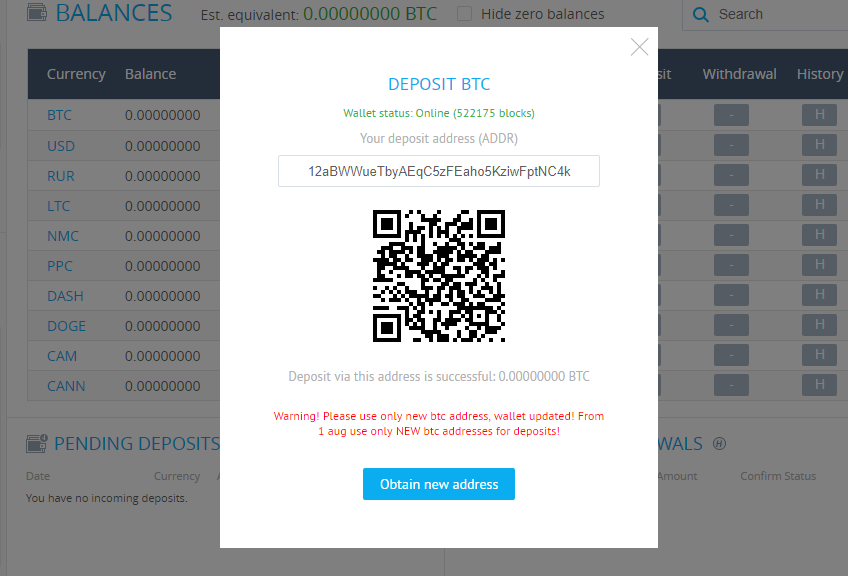 BALANCES Est. equivalent: 0.00000000 BTC Hide zero balances Search
Currency Balance Withdrawal History
BTC 0.00000000 - H
USD 0.00000000 - H
RUR 0.00000000 - H
LTC 0.00000000 - H
NMC 0.00000000 - H
PPC 0.00000000 - H
DASH 0.00000000 - H
DOGE 0.00000000 - H
CAM 0.00000000 - H
CANN 0.00000000 - H
DEPOSIT BTC
Wallet status: Online (522175 blocks)
Your deposit address (ADDR)
12aBWWueTbyAEqC5zFEaho5KziwFptNC4k
Deposit via this address is successful: 0.00000000 BTC
Warning! Please use only new btc address, wallet updated! From
1 aug use only NEW btc addresses for deposits!
Obtain new address
4 PENDING DEPOSITS H
Date Currency Amount Confirm Status
You have no incoming deposits.